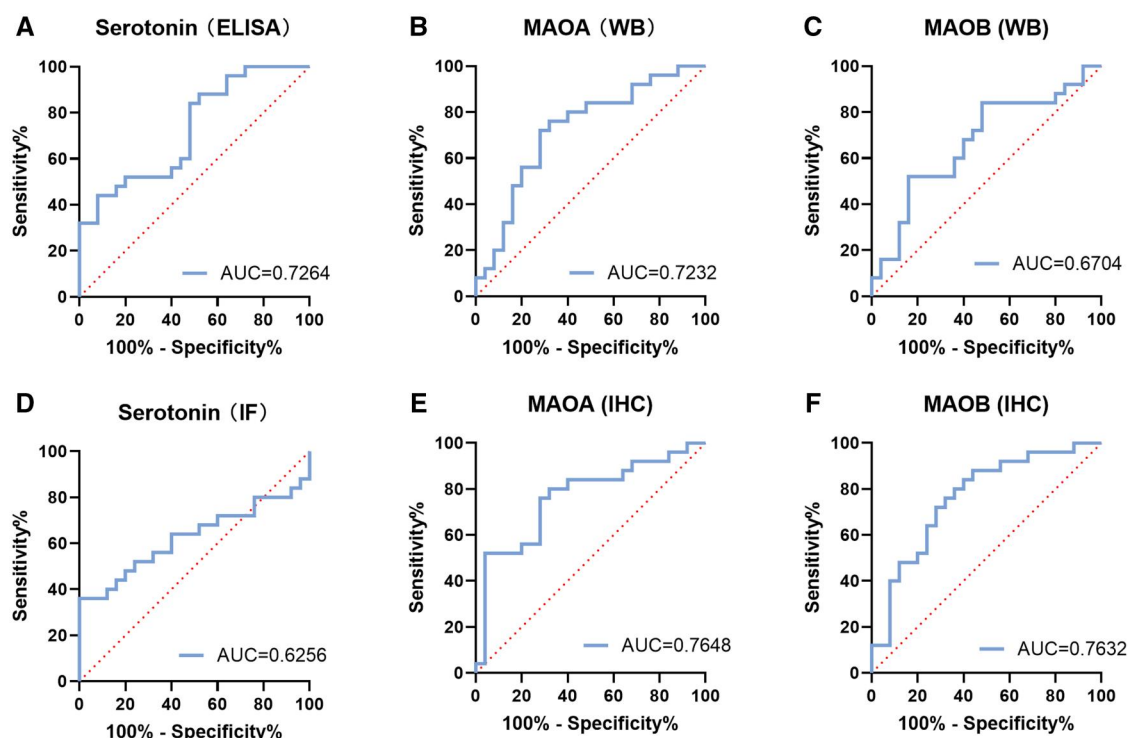 A
Serotonin（ELISA）
100
80
60
40
20
0
Sensitivity%
AUC=0.7264
0 20 40 60 80 100
100% - Specificity%
B
MAOA（WB）
100
80
60
40
20
0
Sensitivity%
AUC=0.7232
0 20 40 60 80 100
100% - Specificity%
C
MAOB (WB)
100
80
60
40
20
0
Sensitivity%
AUC=0.6704
0 20 40 60 80 100
100% - Specificity%
D
Serotonin（IF）
100
80
60
40
20
0
Sensitivity%
AUC=0.6256
0 20 40 60 80 100
100% - Specificity%
E
MAOA (IHC)
100
80
60
40
20
0
Sensitivity%
AUC=0.7648
0 20 40 60 80 100
100% - Specificity%
F
MAOB (IHC)
100
80
60
40
20
0
Sensitivity%
AUC=0.7632
0 20 40 60 80 100
100% - Specificity%